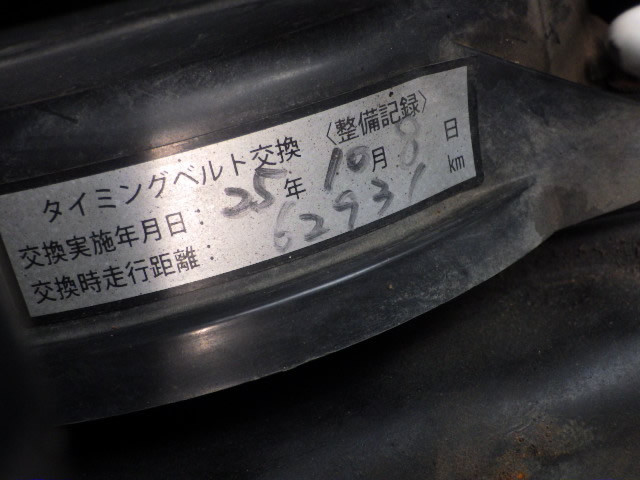 タイミングベルト交換 〈整備記録〉
交換実施年月日：25年10月8日
交換時走行距離：62931km